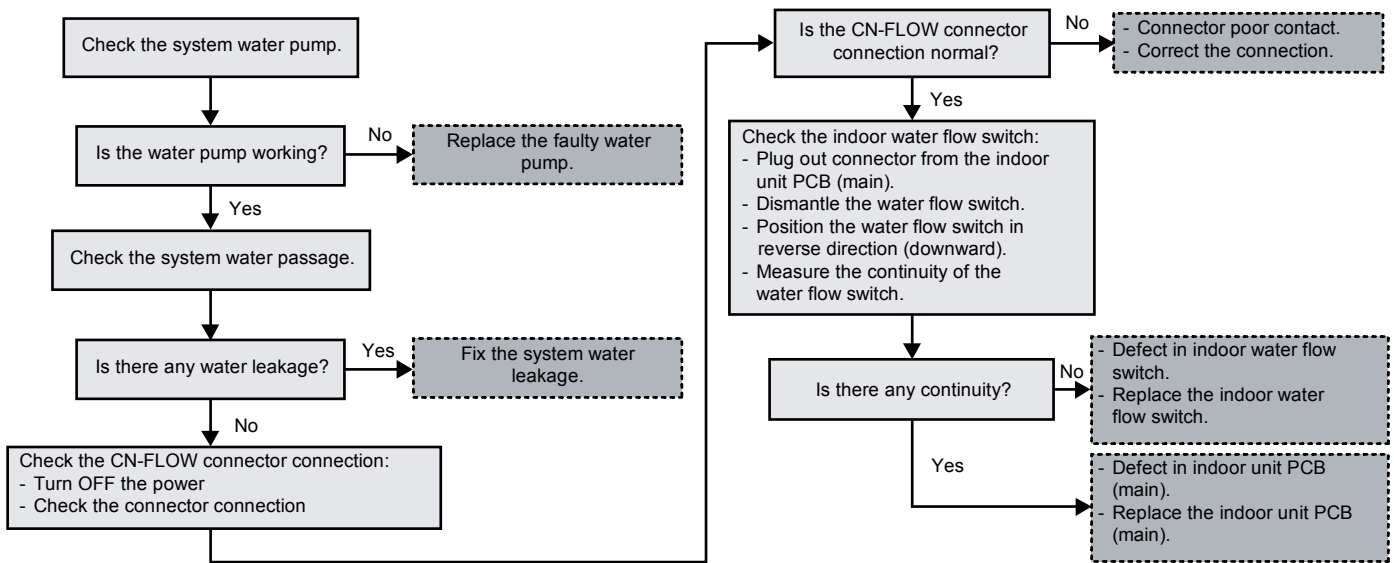 Check the system water pump.
Is the water pump working?
No
Replace the faulty water
pump.
Yes
Check the system water passage.
Is there any water leakage?
Yes
Fix the system water
leakage.
No
Check the CN-FLOW connector connection:
- Turn OFF the power
- Check the connector connection
Is the CN-FLOW connector
connection normal?
No
- Connector poor contact.
- Correct the connection.
Yes
Check the indoor water flow switch:
- Plug out connector from the indoor
unit PCB (main).
- Dismantle the water flow switch.
- Position the water flow switch in
reverse direction (downward).
- Measure the continuity of the
water flow switch.
Is there any continuity?
No
- Defect in indoor water flow
switch.
- Replace the indoor water
flow switch.
Yes
- Defect in indoor unit PCB
(main).
- Replace the indoor unit PCB
(main).